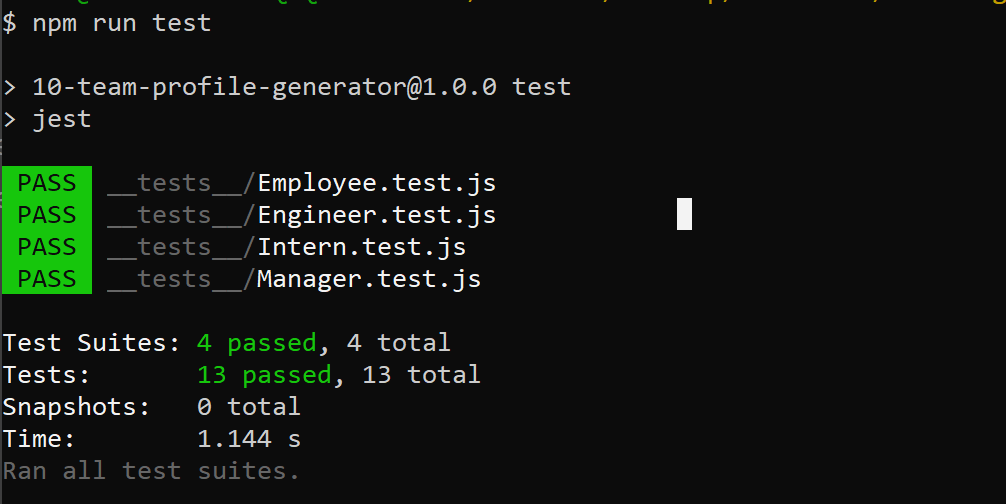 $ npm run test
> 10-team-profile-generator@1.0.0 test
> jest
PASS __tests__/Employee.test.js
PASS __tests__/Engineer.test.js
PASS __tests__/Intern.test.js
PASS __tests__/Manager.test.js
Test Suites: 4 passed, 4 total
Tests: 13 passed, 13 total
Snapshots: 0 total
Time: 1.144 s
Ran all test suites.